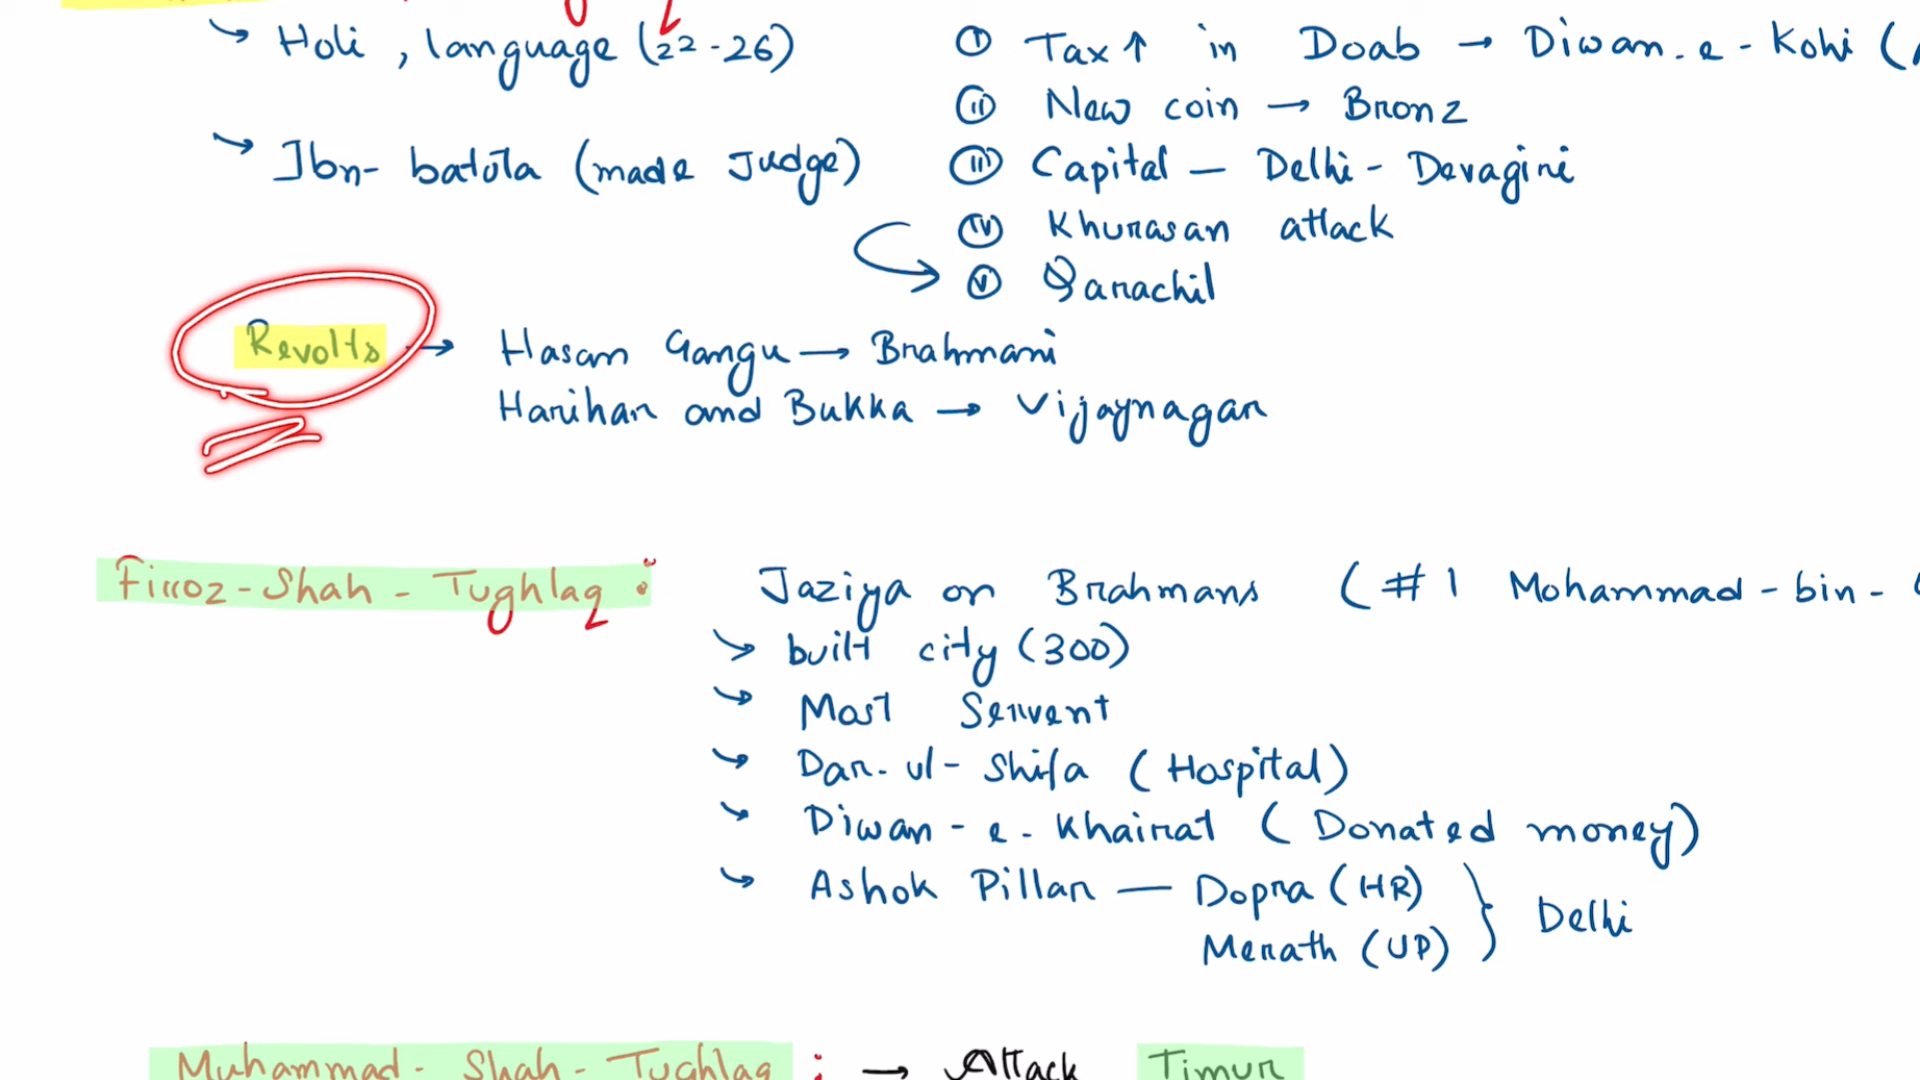 Holi , language (22-26)
Ibn- batuta (made Judge)
(i) Tax ↑ in Doab → Diwan-e-Kohi (
(ii) New coin → Bronz
(iii) Capital – Delhi - Devagiri
(iv) Khurasan attack
(v) Qarachil
Revolts → Hasan Gangu → Brahmani
Harihar and Bukka → Vijaynagar
Firoz-Shah-Tughlaq :
Jaziya on Brahmans (#1 Mohammad-bin-
built city (300)
Most Servent
Dar-ul-Shifa (Hospital)
Diwan-e-Khairat (Donated money)
Ashok Pillar — Dopra (HR)
Merath (UP) } Delhi
Muhammad-Shah-Tughlaq : → Attack Timur